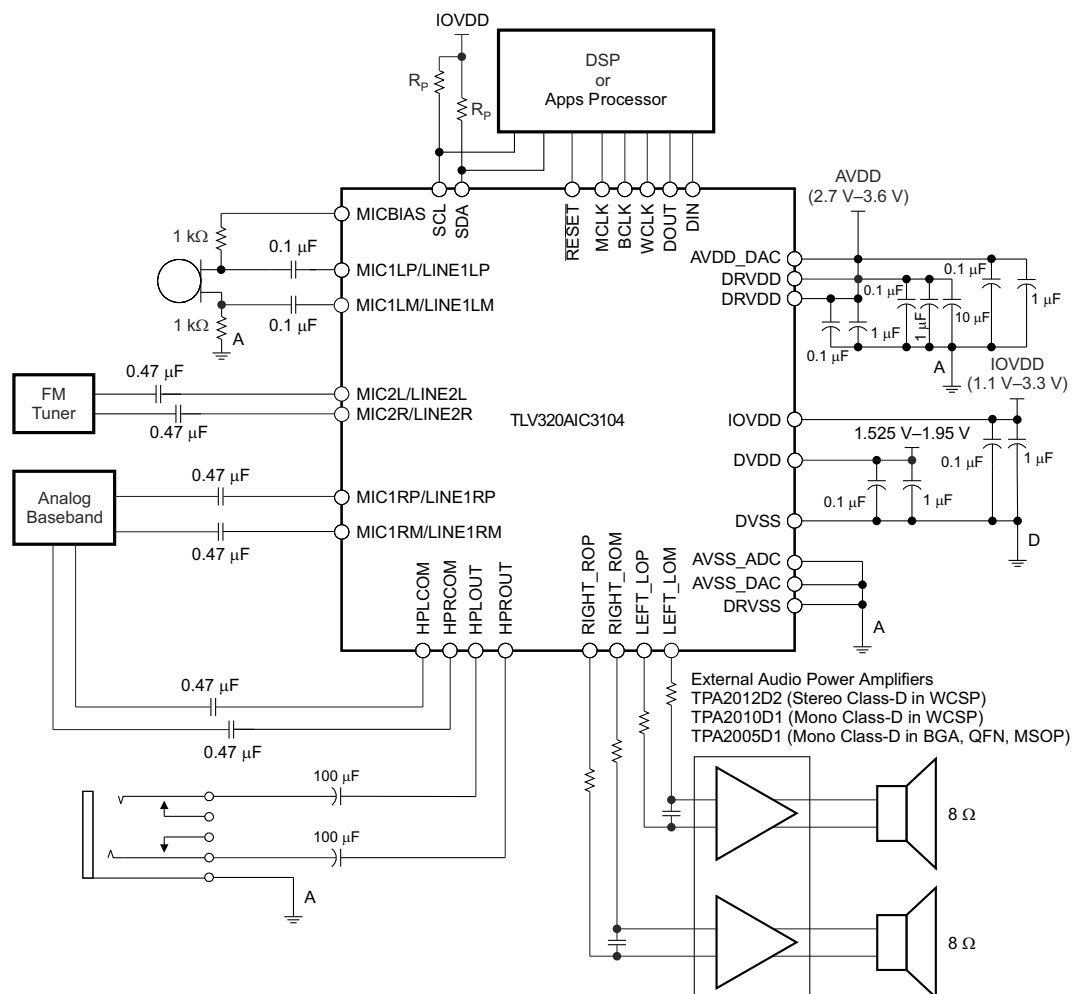 IOVDD
DSP
or
Apps Processor
RP
RP
SCL
SDA
RESET
MCLK
BCLK
WCLK
DOUT
DIN
AVDD
(2.7 V–3.6 V)
MICBIAS
1 kΩ
0.1 μF
MIC1LP/LINE1LP
MIC1LM/LINE1LM
1 kΩ
0.1 μF
A
AVDD_DAC
DRVDD
DRVDD
0.1 μF
1 μF
0.1 μF
1 μF
10 μF
0.1 μF
1 μF
A
IOVDD
(1.1 V–3.3 V)
FM
Tuner
0.47 μF
0.47 μF
MIC2L/LINE2L
MIC2R/LINE2R
TLV320AIC3104
IOVDD
1.525 V–1.95 V
DVDD
0.1 μF
1 μF
0.1 μF
1 μF
DVSS
D
Analog
Baseband
0.47 μF
0.47 μF
MIC1RP/LINE1RP
MIC1RM/LINE1RM
AVSS_ADC
AVSS_DAC
DRVSS
A
HPLCOM
HPRCOM
HPLOUT
HPROUT
RIGHT_ROP
RIGHT_ROM
LEFT_LOP
LEFT_LOM
0.47 μF
0.47 μF
External Audio Power Amplifiers
TPA2012D2 (Stereo Class-D in WCSP)
TPA2010D1 (Mono Class-D in WCSP)
TPA2005D1 (Mono Class-D in BGA, QFN, MSOP)
100 μF
100 μF
A
8 Ω
8 Ω